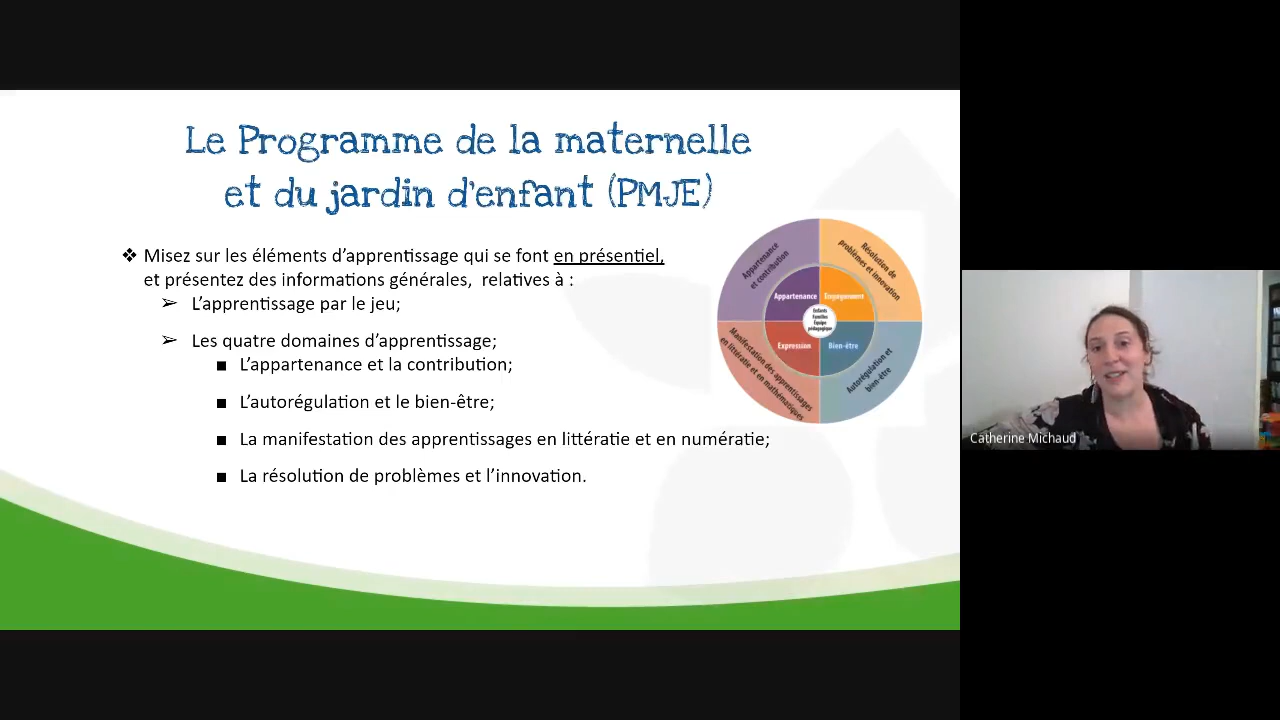 Le Programme de la maternelle
et du jardin d'enfant (PMJE)
❖ Misez sur les éléments d'apprentissage qui se font en présentiel,
et présentez des informations générales, relatives à :
➢ L'apprentissage par le jeu;
➢ Les quatre domaines d'apprentissage;
■ L'appartenance et la contribution;
■ L'autorégulation et le bien-être;
■ La manifestation des apprentissages en littératie et en numératie;
■ La résolution de problèmes et l'innovation.
Appartenance
et contribution
Résolution de
problèmes et innovation
Appartenance
Engagement
Enfants
Familles
Équipe
pédagogique
Expression
Bien-être
Manifestation des apprentissages
en littératie et en mathématiques
Autorégulation et
bien-être
Catherine Michaud